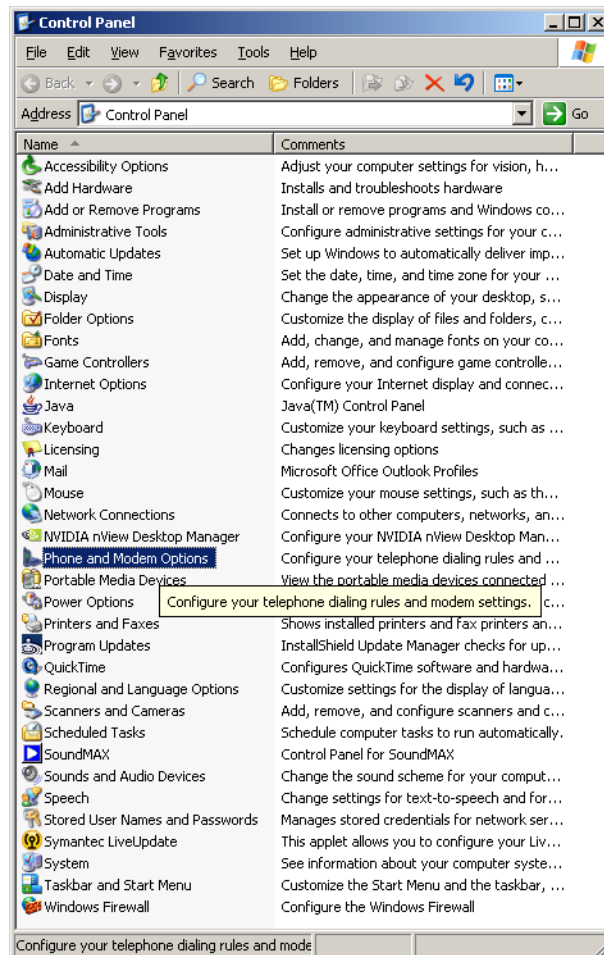 Control Panel
File Edit View Favorites Tools Help
Back Search Folders
Address Control Panel Go
Name Comments
Accessibility Options Adjust your computer settings for vision, h...
Add Hardware Installs and troubleshoots hardware
Add or Remove Programs Install or remove programs and Windows co...
Administrative Tools Configure administrative settings for your c...
Automatic Updates Set up Windows to automatically deliver imp...
Date and Time Set the date, time, and time zone for your ...
Display Change the appearance of your desktop, s...
Folder Options Customize the display of files and folders, c...
Fonts Add, change, and manage fonts on your co...
Game Controllers Add, remove, and configure game controlle...
Internet Options Configure your Internet display and connec...
Java Java(TM) Control Panel
Keyboard Customize your keyboard settings, such as ...
Licensing Changes licensing options
Mail Microsoft Office Outlook Profiles
Mouse Customize your mouse settings, such as th...
Network Connections Connects to other computers, networks, an...
NVIDIA nView Desktop Manager Configure your NVIDIA nView Desktop Man...
Phone and Modem Options Configure your telephone dialing rules and ...
Portable Media Devices View the portable media devices connected ...
Power Options Configure your telephone dialing rules and modem settings. c...
Printers and Faxes Shows installed printers and fax printers an...
Program Updates InstallShield Update Manager checks for up...
QuickTime Configures QuickTime software and hardwa...
Regional and Language Options Customize settings for the display of langua...
Scanners and Cameras Add, remove, and configure scanners and c...
Scheduled Tasks Schedule computer tasks to run automatically.
SoundMAX Control Panel for SoundMAX
Sounds and Audio Devices Change the sound scheme for your comput...
Speech Change settings for text-to-speech and for...
Stored User Names and Passwords Manages stored credentials for network ser...
Symantec LiveUpdate This applet allows you to configure your Liv...
System See information about your computer syste...
Taskbar and Start Menu Customize the Start Menu and the taskbar, ...
Windows Firewall Configure the Windows Firewall
Configure your telephone dialing rules and mode